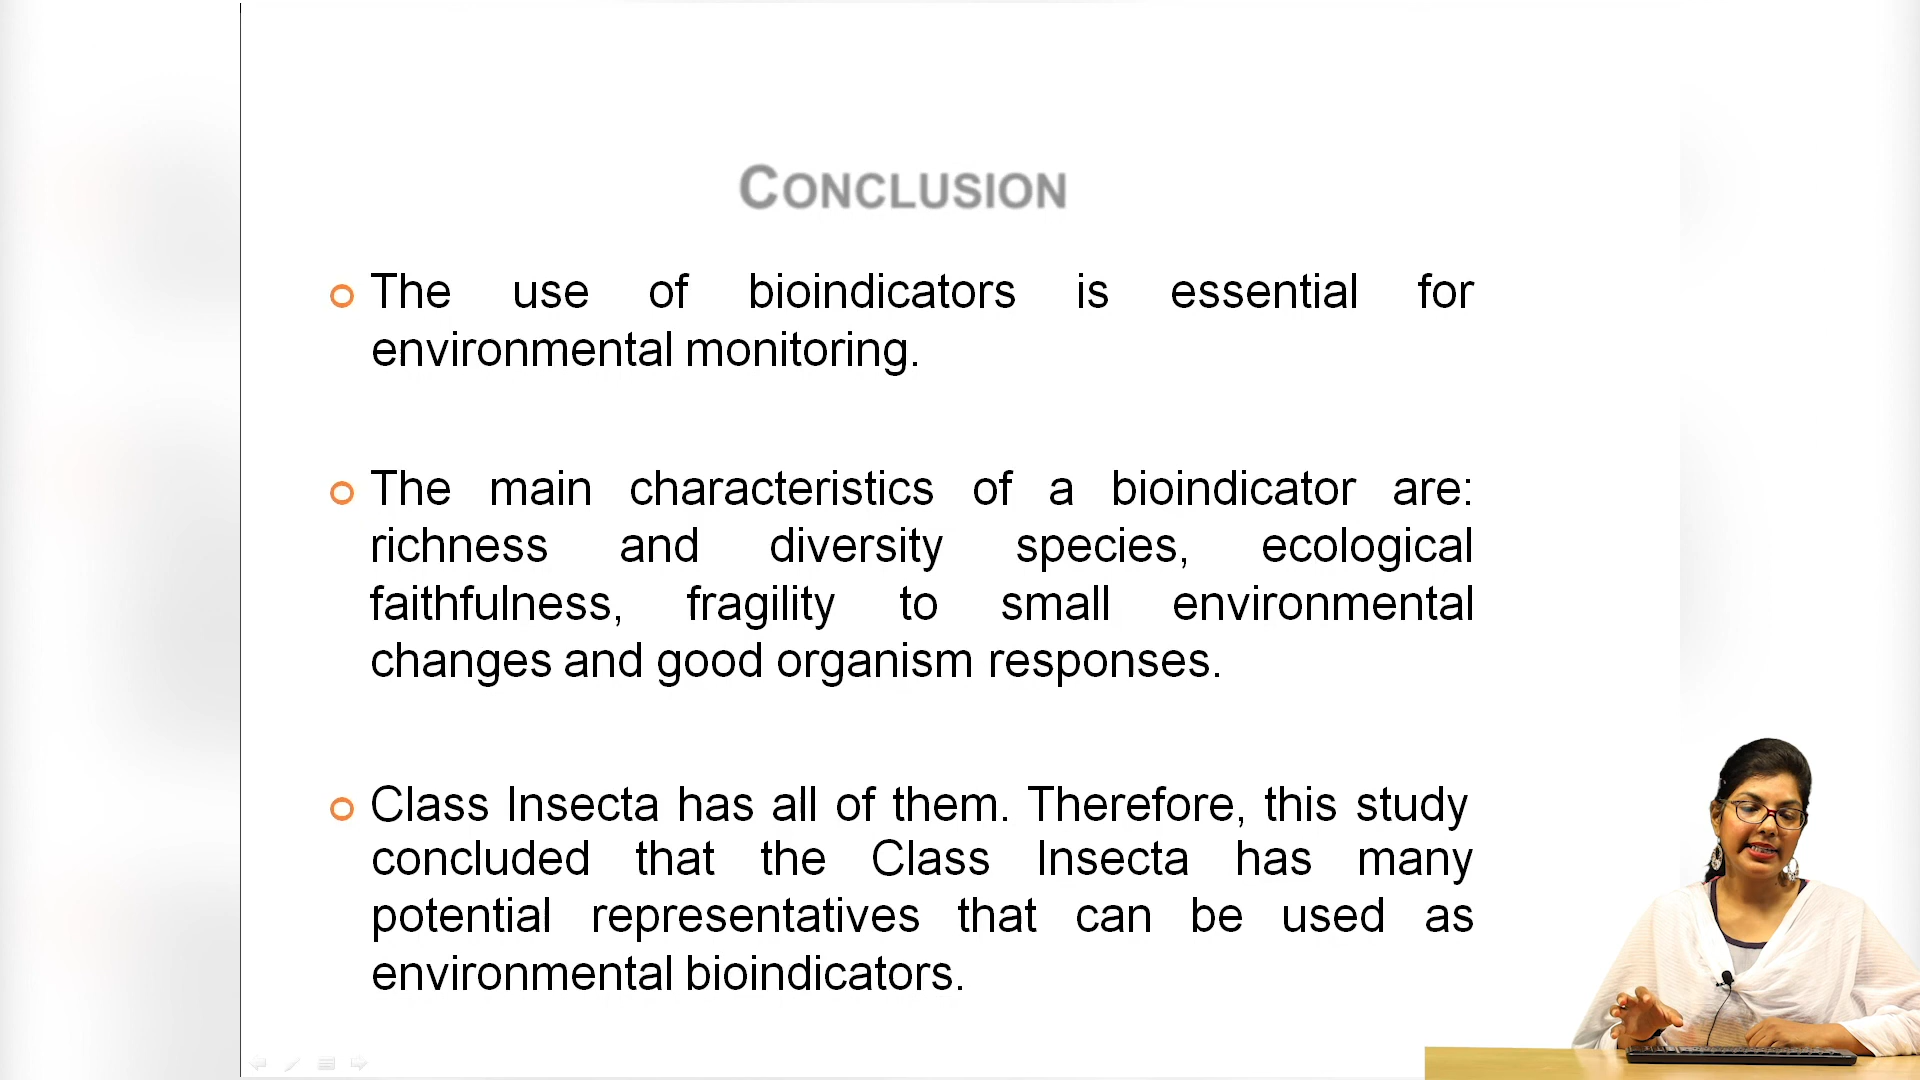 CONCLUSION
The use of bioindicators is essential for
environmental monitoring.
The main characteristics of a bioindicator are:
richness and diversity species, ecological
faithfulness, fragility to small environmental
changes and good organism responses.
Class Insecta has all of them. Therefore, this study
concluded that the Class Insecta has many
potential representatives that can be used as
environmental bioindicators.